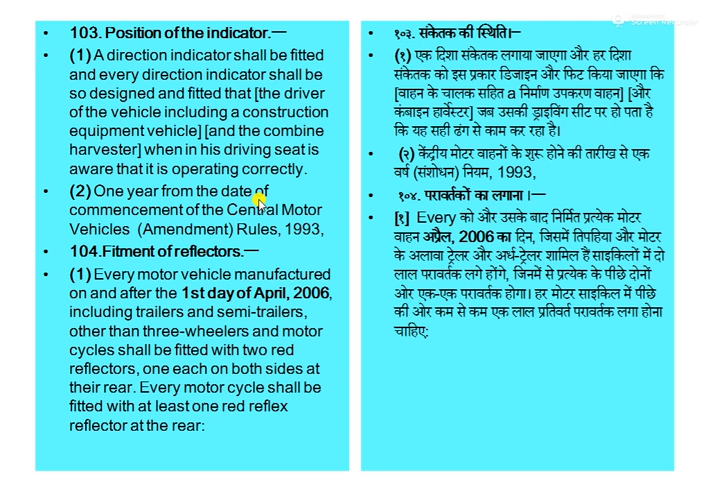 • 103. Position of the indicator.—
• (1) A direction indicator shall be fitted
and every direction indicator shall be
so designed and fitted that [the driver
of the vehicle including a construction
equipment vehicle] [and the combine
harvester] when in his driving seat is
aware that it is operating correctly.
• (2) One year from the date of
commencement of the Central Motor
Vehicles (Amendment) Rules, 1993,
• 104.Fitment of reflectors.—
• (1) Every motor vehicle manufactured
on and after the 1st day of April, 2006,
including trailers and semi-trailers,
other than three-wheelers and motor
cycles shall be fitted with two red
reflectors, one each on both sides at
their rear. Every motor cycle shall be
fitted with at least one red reflex
reflector at the rear:
• १०३. संकेतक की स्थिति।—
• (१) एक दिशा संकेतक लगाया जाएगा और हर दिशा
संकेतक को इस प्रकार डिजाइन और फिट किया जाएगा कि
[वाहन के चालक सहित a निर्माण उपकरण वाहन] [और
कंबाइन हार्वेस्टर] जब उसकी ड्राइविंग सीट पर हो पता है
कि यह सही ढंग से काम कर रहा है।
• (२) केंद्रीय मोटर वाहनों के शुरू होने की तारीख से एक
वर्ष (संशोधन) नियम, 1993,
• १०४. परावर्तकों का लगाना ।—
• [१] Every को और उसके बाद निर्मित प्रत्येक मोटर
वाहन अप्रैल, 2006 का दिन, जिसमें तिपहिया और मोटर
के अलावा ट्रेलर और अर्ध-ट्रेलर शामिल हैं साइकिलों में दो
लाल परावर्तक लगे होंगे, जिनमें से प्रत्येक के पीछे दोनों
ओर एक-एक परावर्तक होगा। हर मोटर साइकिल में पीछे
की ओर कम से कम एक लाल प्रतिवर्त परावर्तक लगा होना
चाहिए: